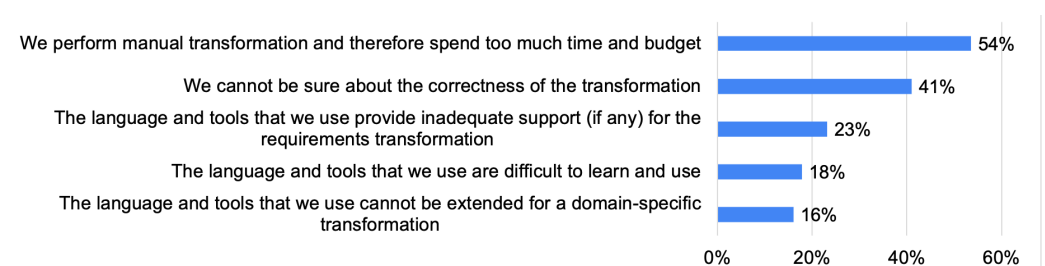 We perform manual transformation and therefore spend too much time and budget
54%
We cannot be sure about the correctness of the transformation
41%
The language and tools that we use provide inadequate support (if any) for the
requirements transformation
23%
The language and tools that we use are difficult to learn and use
18%
The language and tools that we use cannot be extended for a domain-specific
transformation
16%
0% 20% 40% 60%